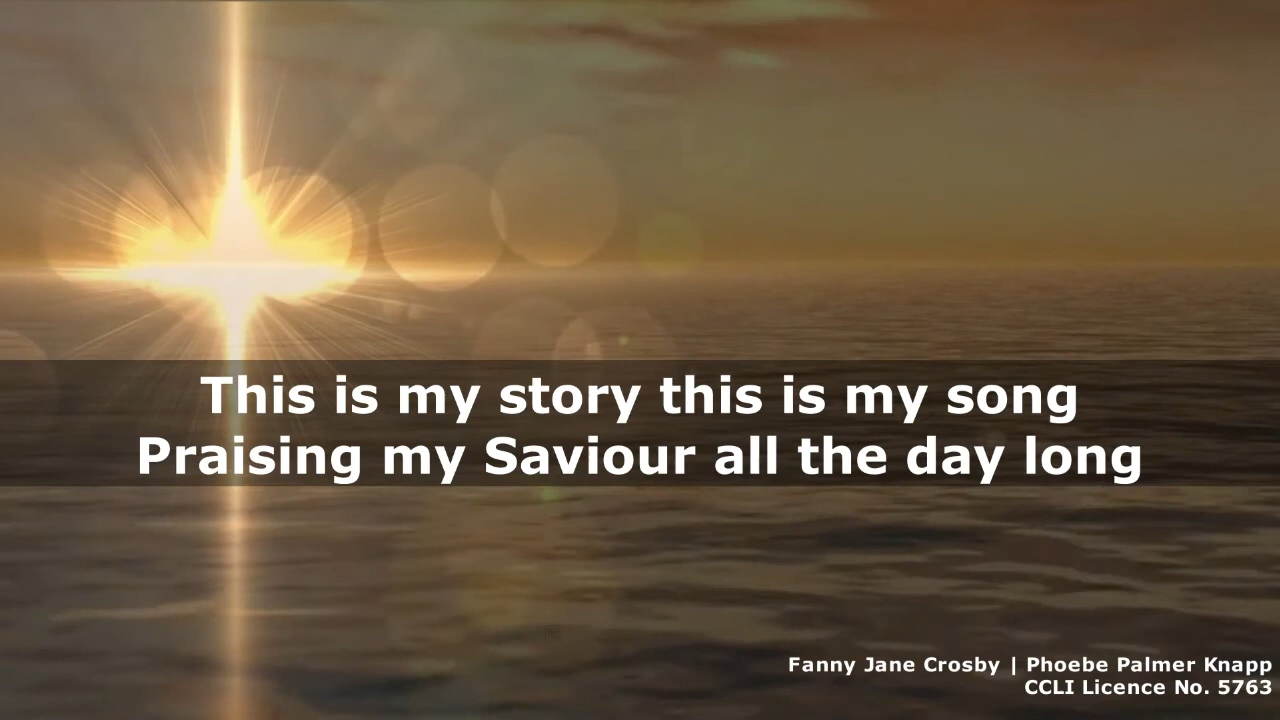 This is my story this is my song
Praising my Saviour all the day long
Fanny Jane Crosby | Phoebe Palmer Knapp
CCLI Licence No. 5763